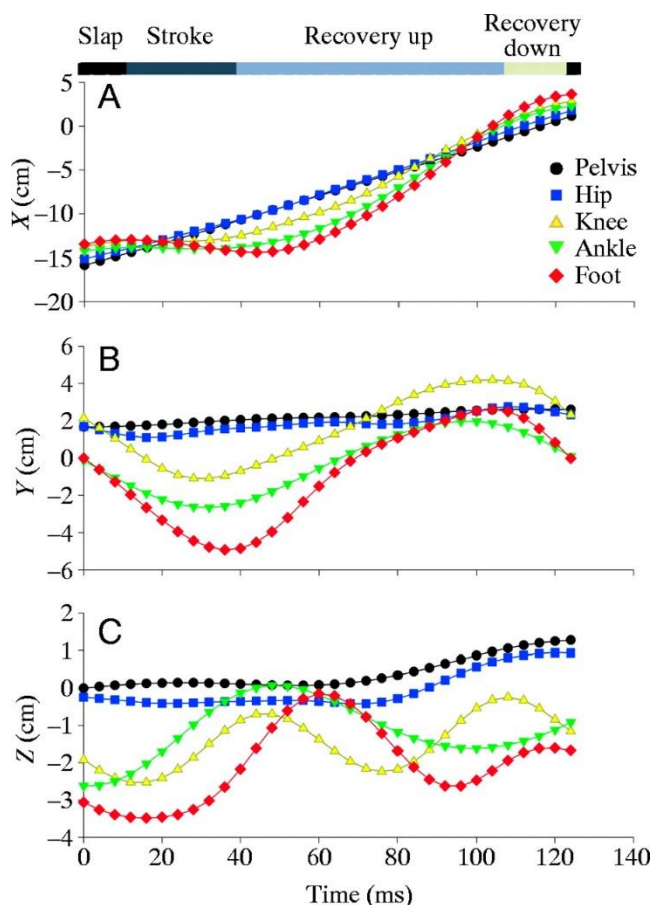 Slap Stroke Recovery up Recovery down
A
5
0
−5
−10
−15
−20
X (cm)
Pelvis
Hip
Knee
Ankle
Foot
B
6
4
2
0
−2
−4
−6
Y (cm)
C
2
1
0
−1
−2
−3
−4
Z (cm)
0 20 40 60 80 100 120 140
Time (ms)